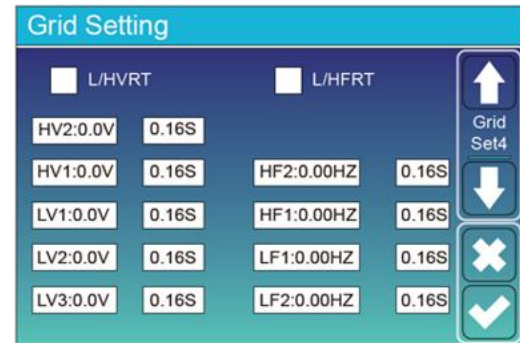 Grid Setting
L/HVRT L/HFRT
HV2:0.0V 0.16S
HV1:0.0V 0.16S HF2:0.00HZ 0.16S
LV1:0.0V 0.16S HF1:0.00HZ 0.16S
LV2:0.0V 0.16S LF1:0.00HZ 0.16S
LV3:0.0V 0.16S LF2:0.00HZ 0.16S
Grid
Set4